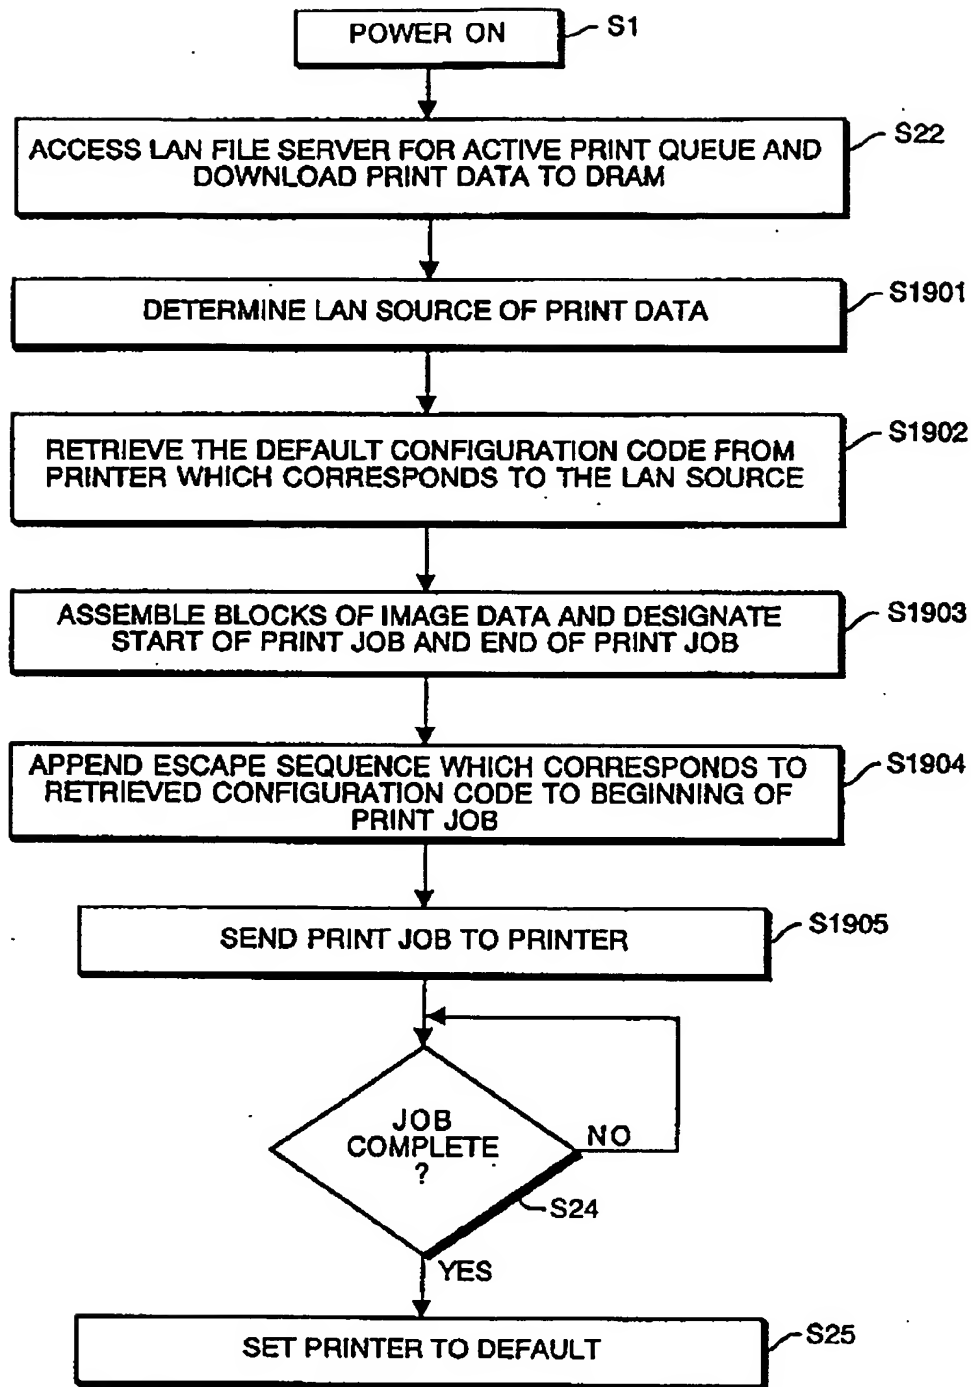 POWER ON
S1
ACCESS LAN FILE SERVER FOR ACTIVE PRINT QUEUE AND
DOWNLOAD PRINT DATA TO DRAM
S22
DETERMINE LAN SOURCE OF PRINT DATA
S1901
RETRIEVE THE DEFAULT CONFIGURATION CODE FROM
PRINTER WHICH CORRESPONDS TO THE LAN SOURCE
S1902
ASSEMBLE BLOCKS OF IMAGE DATA AND DESIGNATE
START OF PRINT JOB AND END OF PRINT JOB
S1903
APPEND ESCAPE SEQUENCE WHICH CORRESPONDS TO
RETRIEVED CONFIGURATION CODE TO BEGINNING OF
PRINT JOB
S1904
SEND PRINT JOB TO PRINTER
S1905
JOB
COMPLETE
?
NO
S24
YES
SET PRINTER TO DEFAULT
S25